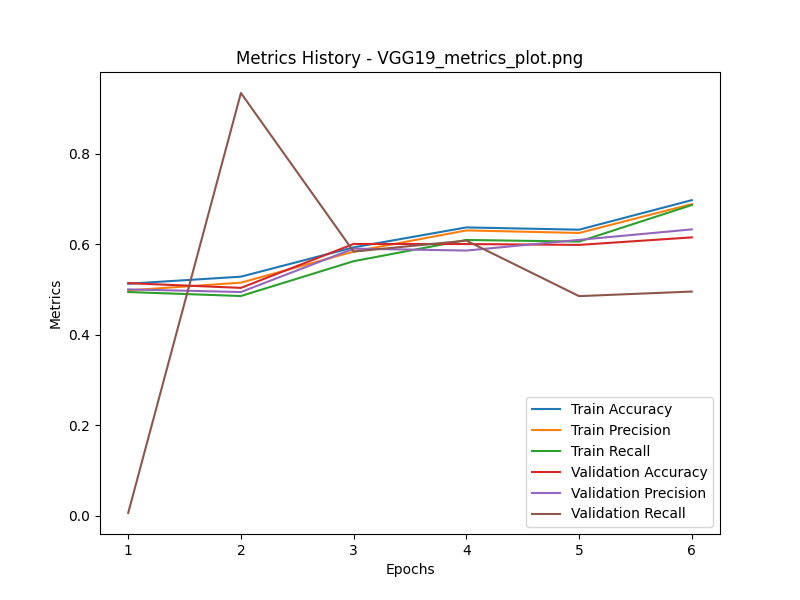 Metrics History - VGG19_metrics_plot.png
Metrics
0.8
0.6
0.4
0.2
0.0
Train Accuracy
Train Precision
Train Recall
Validation Accuracy
Validation Precision
Validation Recall
1 2 3 4 5 6
Epochs